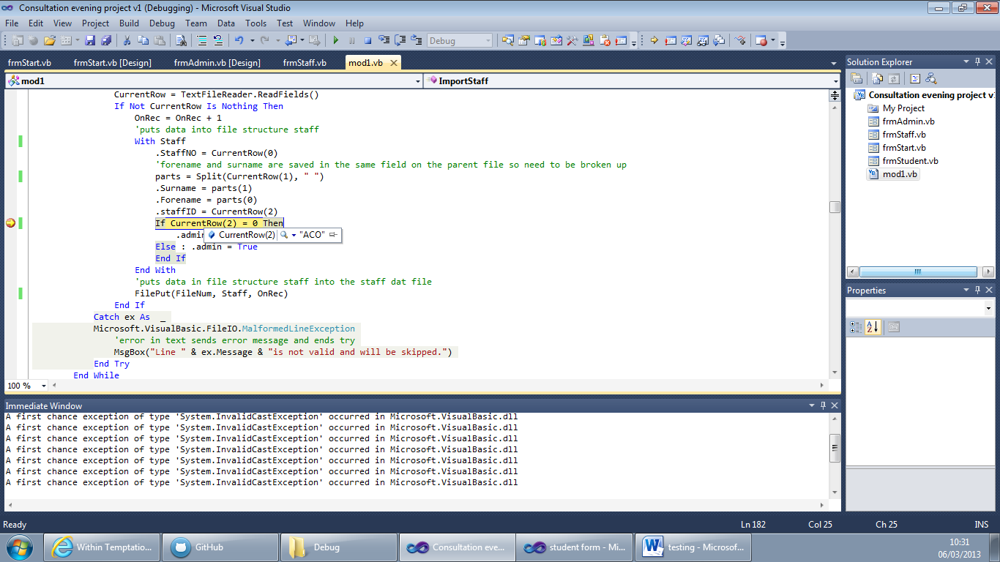 Consultation evening project v1 (Debugging) - Microsoft Visual Studio
File Edit View Project Build Debug Team Data Tools Test Window Help
Debug
frmStart.vb frmStart.vb [Design] frmAdmin.vb [Design] frmStaff.vb mod1.vb
mod1 ImportStaff
CurrentRow = TextFileReader.ReadFields()
If Not CurrentRow Is Nothing Then
OnRec = OnRec + 1
'puts data into file structure staff
With Staff
.StaffNO = CurrentRow(0)
'forename and surname are saved in the same field on the parent file so need to be broken up
parts = Split(CurrentRow(1), " ")
.Surname = parts(1)
.Forename = parts(0)
.staffID = CurrentRow(2)
If CurrentRow(2) = 0 Then
.admin CurrentRow(2) "ACO"
Else : .admin = True
End If
End With
'puts data in file structure staff into the staff dat file
FilePut(FileNum, Staff, OnRec)
End If
Catch ex As _
Microsoft.VisualBasic.FileIO.MalformedLineException
'error in text sends error message and ends try
MsgBox("Line " & ex.Message & "is not valid and will be skipped.")
End Try
End While
100 %
Solution Explorer
Consultation evening project v
My Project
frmAdmin.vb
frmStaff.vb
frmStart.vb
frmStudent.vb
mod1.vb
Properties
Immediate Window
A first chance exception of type 'System.InvalidCastException' occurred in Microsoft.VisualBasic.dll
A first chance exception of type 'System.InvalidCastException' occurred in Microsoft.VisualBasic.dll
A first chance exception of type 'System.InvalidCastException' occurred in Microsoft.VisualBasic.dll
A first chance exception of type 'System.InvalidCastException' occurred in Microsoft.VisualBasic.dll
A first chance exception of type 'System.InvalidCastException' occurred in Microsoft.VisualBasic.dll
A first chance exception of type 'System.InvalidCastException' occurred in Microsoft.VisualBasic.dll
A first chance exception of type 'System.InvalidCastException' occurred in Microsoft.VisualBasic.dll
Ready Ln 182 Col 25 Ch 25 INS
Within Temptatio... GitHub Debug Consultation eve... student form - Mi... testing - Microsof... 10:31
06/03/2013